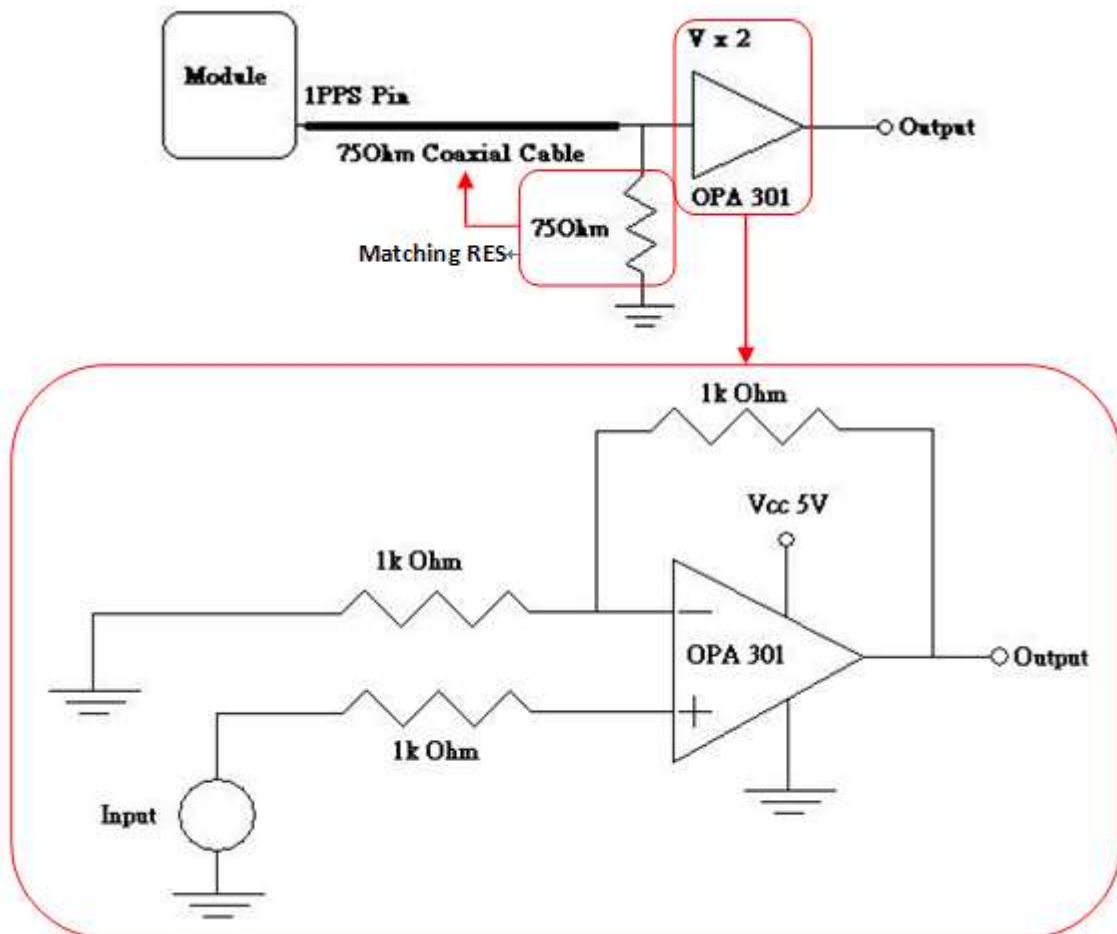 V x 2
Module
1PPS Pin
Output
75Ohm Coaxial Cable
OPA 301
75Ohm
Matching RES
1k Ohm
Vcc 5V
1k Ohm
OPA 301
Output
1k Ohm
Input